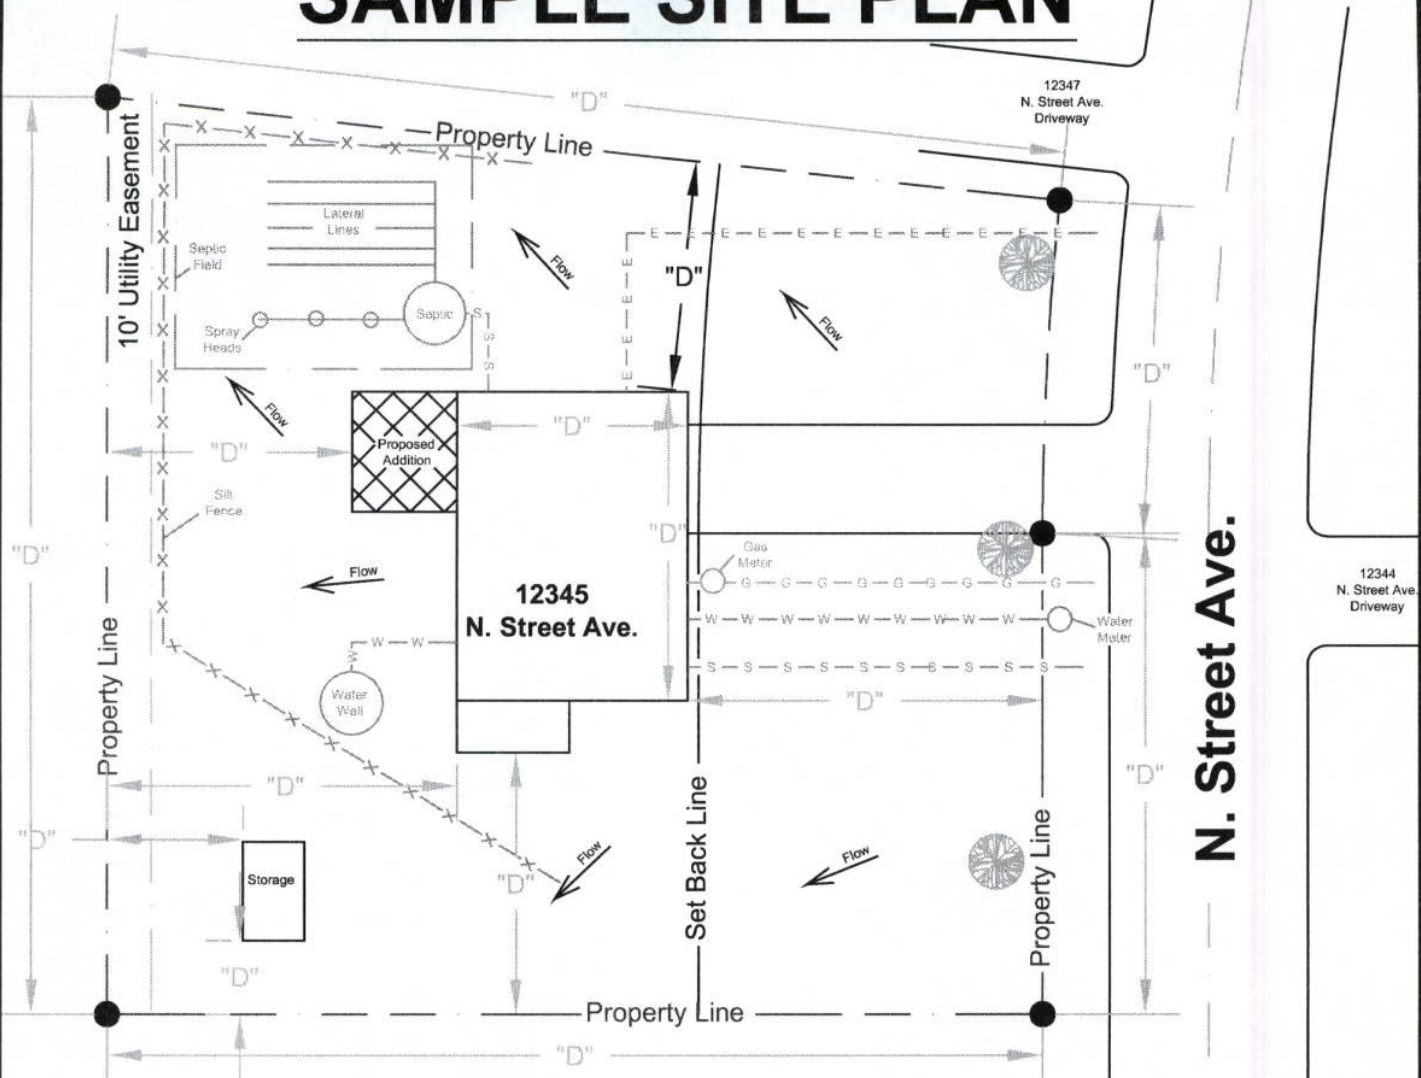 SAMPLE SITE PLAN
12347
N. Street Ave.
Driveway
"D"
Property Line
10' Utility Easement
X X X X X X X
Lateral
Lines
Septic
Field
Spray
Heads
Septic
S
S
S
Flow
E E E E E E E E E E E E
E
E
E
E
"D"
Flow
"D"
Flow
"D"
"D"
Proposed
Addition
Silt
Fence
"D"
"D"
Gas
Meter
G G G G G G G G G
12345
N. Street Ave.
Flow
W W W W W W W W W
Water
Meter
W W
W
S S S S S S S S S S
Water
Wall
"D"
Property Line
"D"
"D"
"D"
Storage
"D"
Flow
Flow
"D"
Set Back Line
Property Line
N. Street Ave.
12344
N. Street Ave.
Driveway
Property Line
"D"